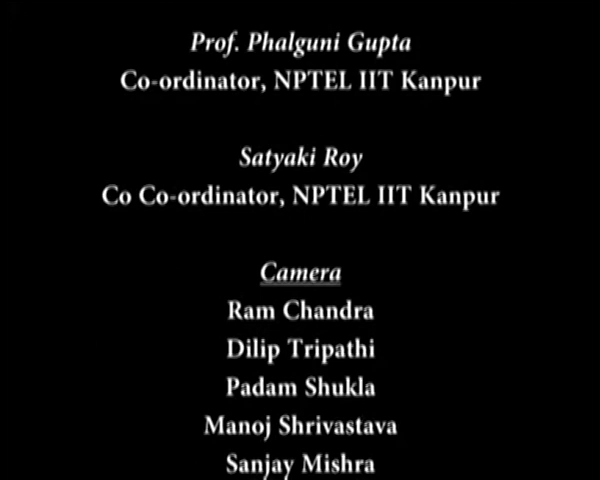 Prof. Phalguni Gupta
Co-ordinator, NPTEL IIT Kanpur
Satyaki Roy
Co Co-ordinator, NPTEL IIT Kanpur
Camera
Ram Chandra
Dilip Tripathi
Padam Shukla
Manoj Shrivastava
Sanjay Mishra